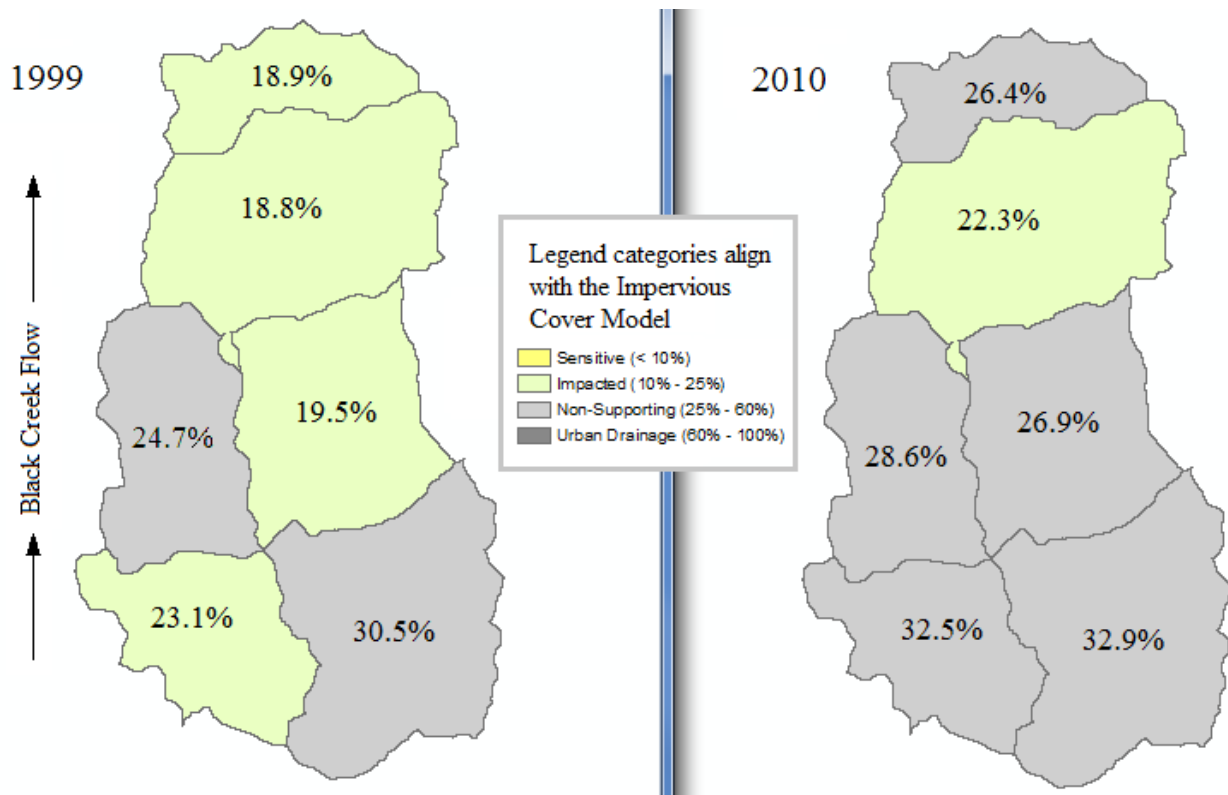 1999
18.9%
18.8%
24.7%
19.5%
23.1%
30.5%
Black Creek Flow
Legend categories align
with the Impervious
Cover Model
Sensitive (< 10%)
Impacted (10% - 25%)
Non-Supporting (25% - 60%)
Urban Drainage (60% - 100%)
2010
26.4%
22.3%
28.6%
26.9%
32.5%
32.9%